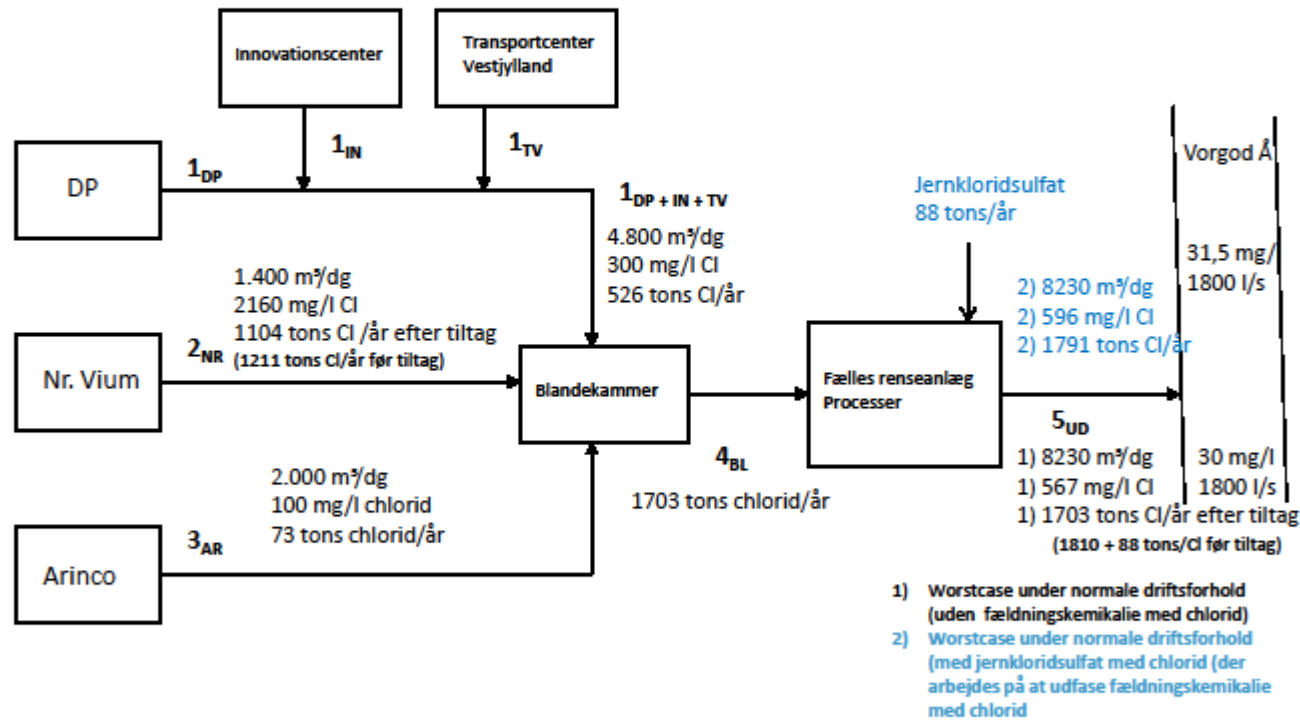 Innovationscenter
Transportcenter
Vestjylland
1IN
1TV
DP
1DP
1DP + IN + TV
4.800 m³/dg
300 mg/l Cl
526 tons Cl/år
Jernkloridsulfat
88 tons/år
Vorgod Å
31,5 mg/
1800 l/s
1.400 m³/dg
2160 mg/l Cl
1104 tons Cl /år efter tiltag
(1211 tons Cl/år før tiltag)
2NR
Nr. Vium
2) 8230 m³/dg
2) 596 mg/l Cl
2) 1791 tons Cl/år
Blandekammer
Fælles renseanlæg
Processer
4BL
1703 tons chlorid/år
5UD
1) 8230 m³/dg
1) 567 mg/l Cl
1) 1703 tons Cl/år efter tiltag
(1810 + 88 tons/Cl før tiltag)
30 mg/l
1800 l/s
2.000 m³/dg
100 mg/l chlorid
73 tons chlorid/år
3AR
Arinco
1) Worstcase under normale driftsforhold
(uden fældningskemikalie med chlorid)
2) Worstcase under normale driftsforhold
(med jernkloridsulfat med chlorid (der
arbejdes på at udfase fældningskemikalie
med chlorid